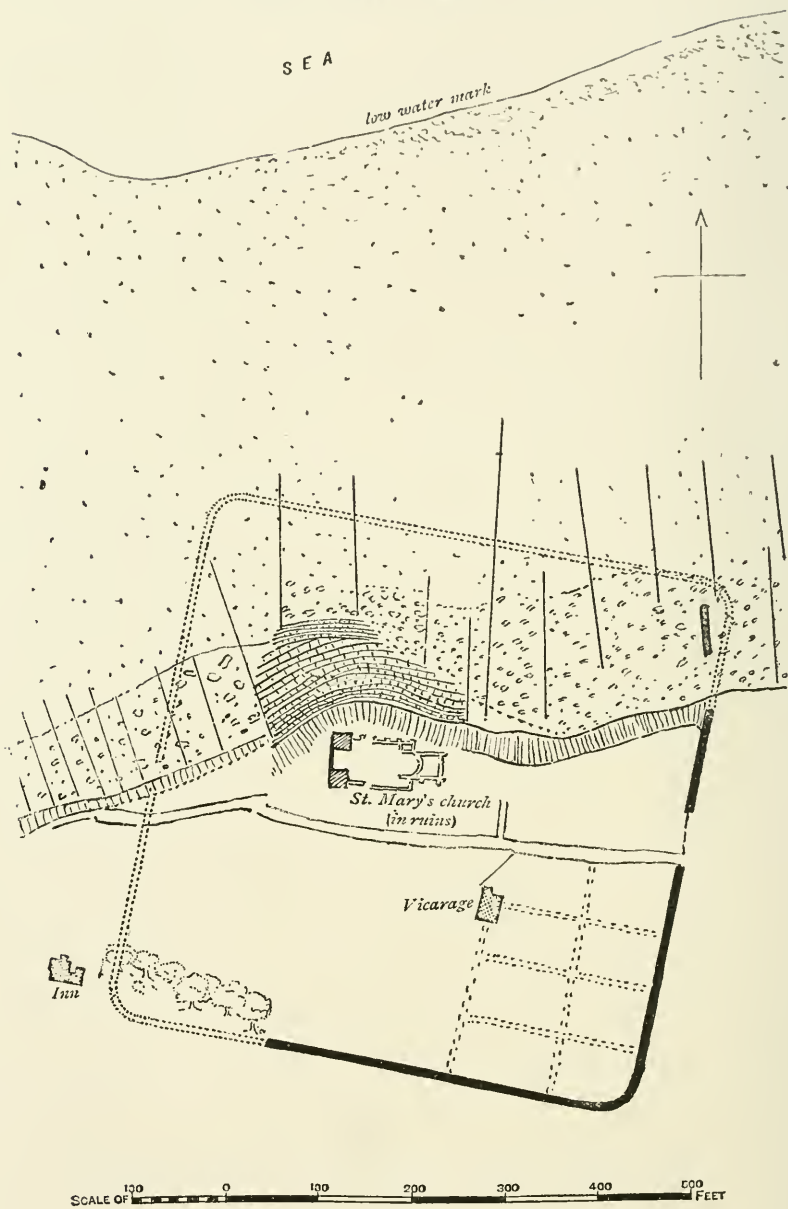 SEA
low water mark
St. Mary's church
(in ruins)
Vicarage
Inn
100 0 100 200 300 400 500
SCALE OF FEET